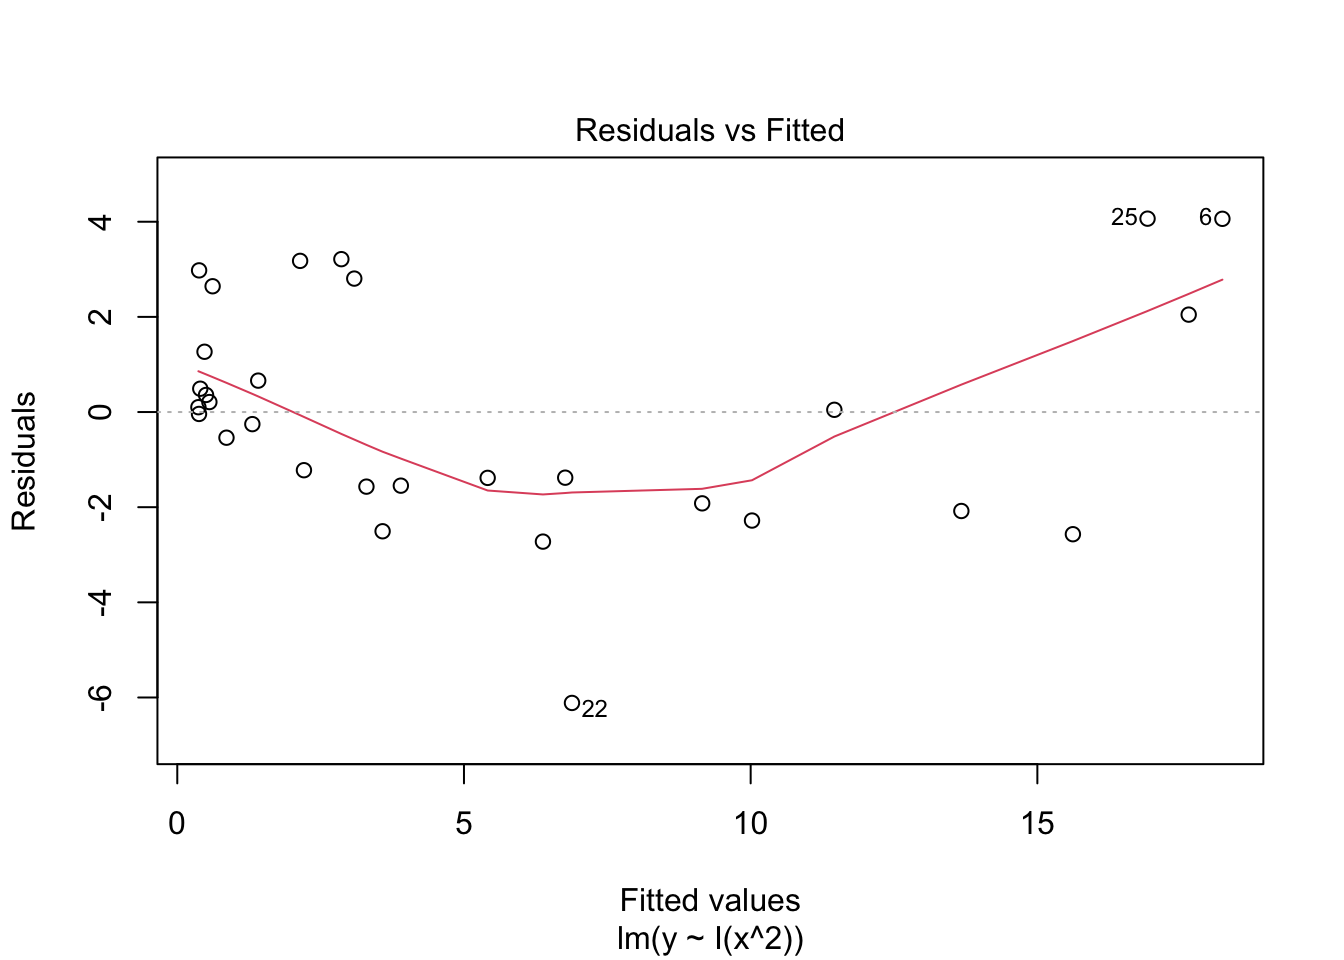 Residuals vs Fitted
25
6
4
2
0
-2
-4
-6
Residuals
22
0 5 10 15
Fitted values
lm(y ~ I(x^2))